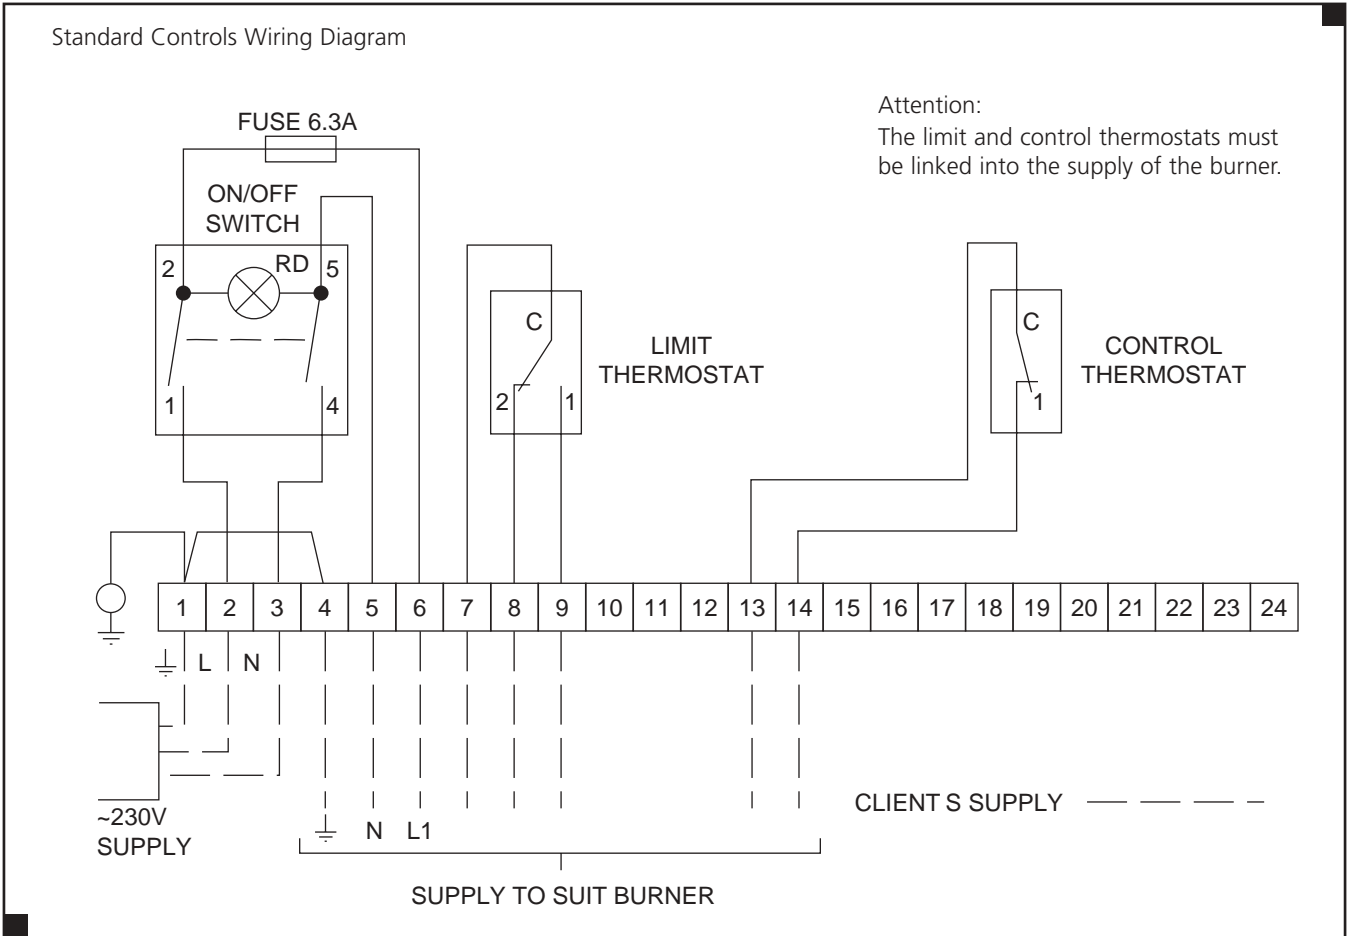 Standard Controls Wiring Diagram
Attention:
The limit and control thermostats must
be linked into the supply of the burner.
FUSE 6.3A
ON/OFF
SWITCH
2
RD
5
1
4
C
2
1
LIMIT
THERMOSTAT
C
1
CONTROL
THERMOSTAT
1 2 3 4 5 6 7 8 9 10 11 12 13 14 15 16 17 18 19 20 21 22 23 24
L N
~230V
SUPPLY
N L1
CLIENT S SUPPLY
SUPPLY TO SUIT BURNER